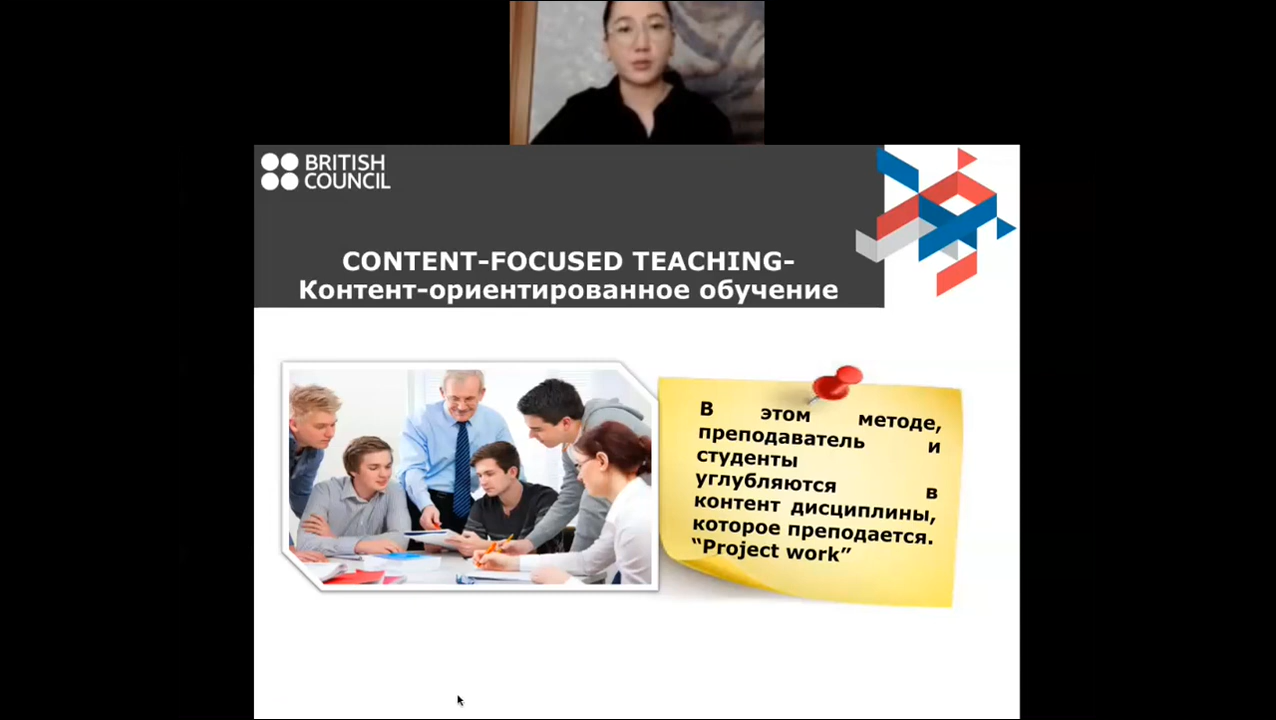 BRITISH
COUNCIL
CONTENT-FOCUSED TEACHING-
Контент-ориентированное обучение
В этом методе,
преподаватель и
студенты
углубляются в
контент дисциплины,
которое преподается.
“Project work”